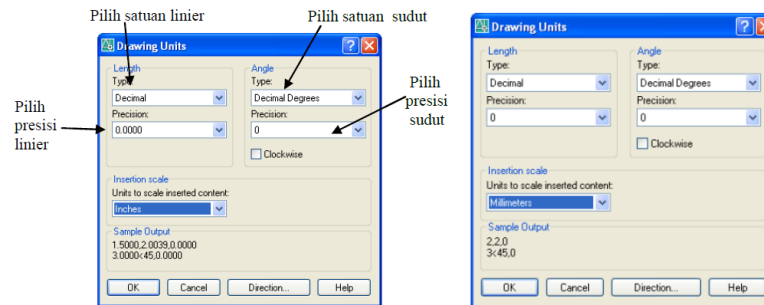 Pilih satuan linier
Pilih satuan sudut
Pilih
presisi
linier
Pilih
presisi
sudut
Drawing Units
Length
Type:
Decimal
Precision:
0.0000
Angle
Type:
Decimal Degrees
Precision:
0
Clockwise
Insertion scale
Units to scale inserted content:
Inches
Sample Output
1.5000,2.0039,0.0000
3.0000<45,0.0000
OK
Cancel
Direction...
Help
Drawing Units
Length
Type:
Decimal
Precision:
0
Angle
Type:
Decimal Degrees
Precision:
0
Clockwise
Insertion scale
Units to scale inserted content:
Millimeters
Sample Output
2,2,0
3<45,0
OK
Cancel
Direction...
Help